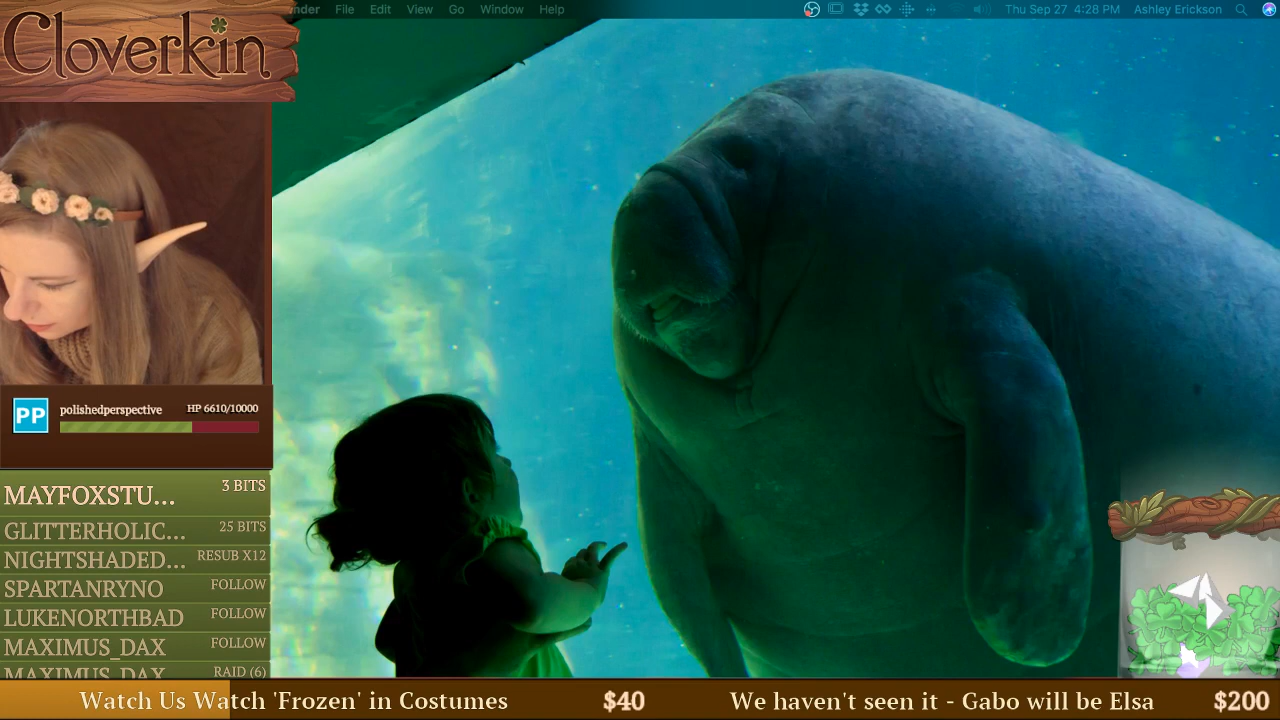 Cloverkin
nder File Edit View Go Window Help
Thu Sep 27 4:28 PM Ashley Erickson
PP
polishedperspective HP 6610/10000
MAYFOXSTU... 3 BITS
GLITTERHOLIC... 25 BITS
NIGHTSHADED... RESUB X12
SPARTANRYNO FOLLOW
LUKENORTHBAD FOLLOW
MAXIMUS_DAX FOLLOW
MAXIMUS_DAX RAID (6)
Watch Us Watch 'Frozen' in Costumes $40 We haven't seen it - Gabo will be Elsa $200